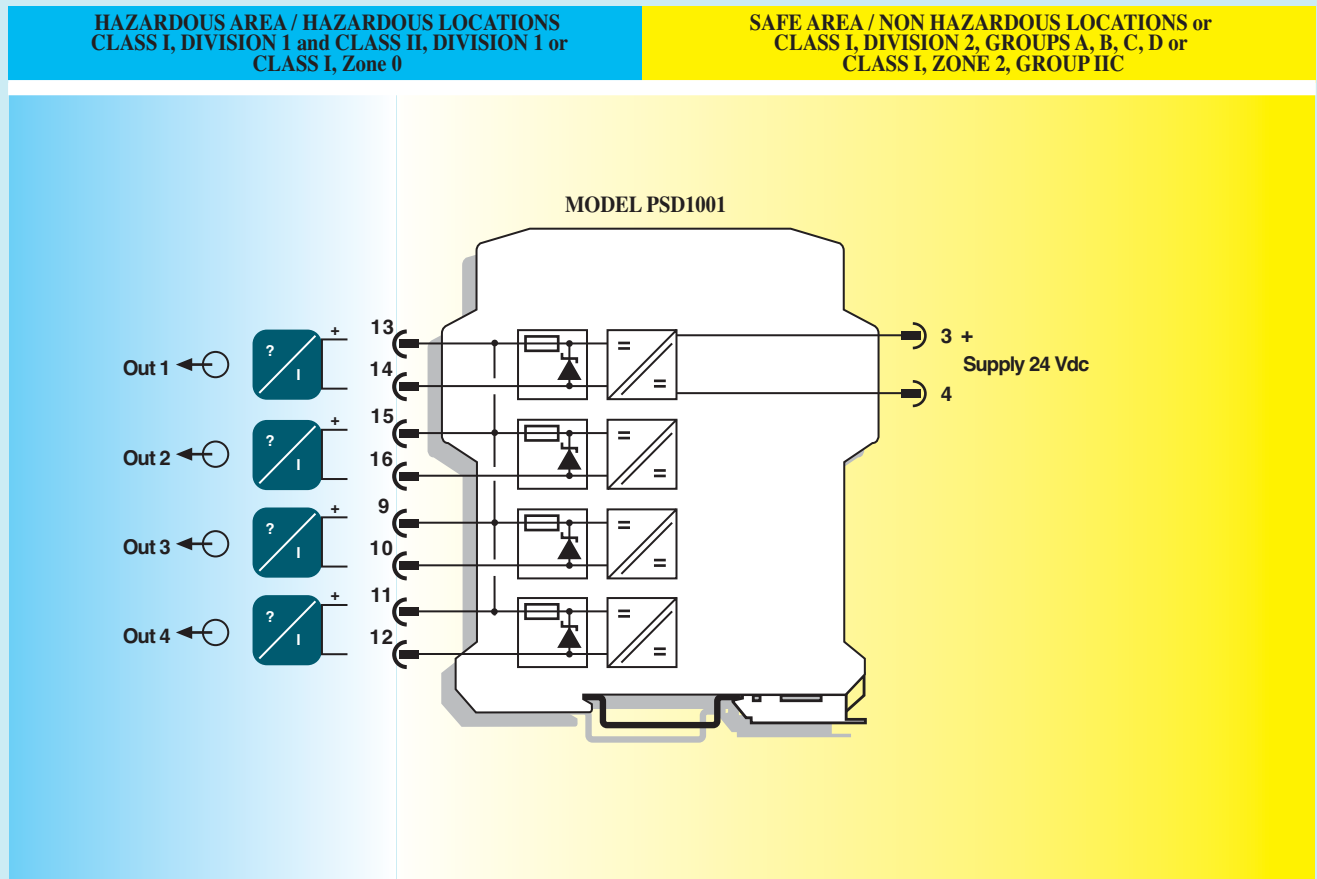 HAZARDOUS AREA / HAZARDOUS LOCATIONS
CLASS I, DIVISION 1 and CLASS II, DIVISION 1 or
CLASS I, Zone 0
SAFE AREA / NON HAZARDOUS LOCATIONS or
CLASS I, DIVISION 2, GROUPS A, B, C, D or
CLASS I, ZONE 2, GROUP IIC
MODEL PSD1001
Out 1
? I
+
13
14
3 +
Supply 24 Vdc
4
Out 2
? I
+
15
16
Out 3
? I
+
9
10
Out 4
? I
+
11
12